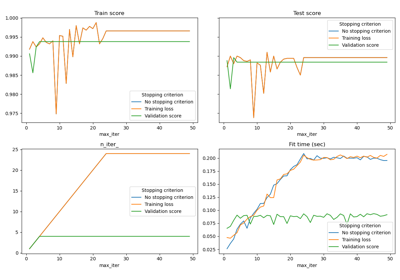 Train score
1.000
0.995
0.990
0.985
0.980
0.975
Stopping criterion
No stopping criterion
Training loss
Validation score
0 10 20 30 40 50
max_iter
Test score
Stopping criterion
No stopping criterion
Training loss
Validation score
0 10 20 30 40 50
max_iter
n_iter_
25
20
15
10
5
0
Stopping criterion
No stopping criterion
Training loss
Validation score
0 10 20 30 40 50
max_iter
Fit time (sec)
0.200
0.175
0.150
0.125
0.100
0.075
0.050
0.025
Stopping criterion
No stopping criterion
Training loss
Validation score
0 10 20 30 40 50
max_iter